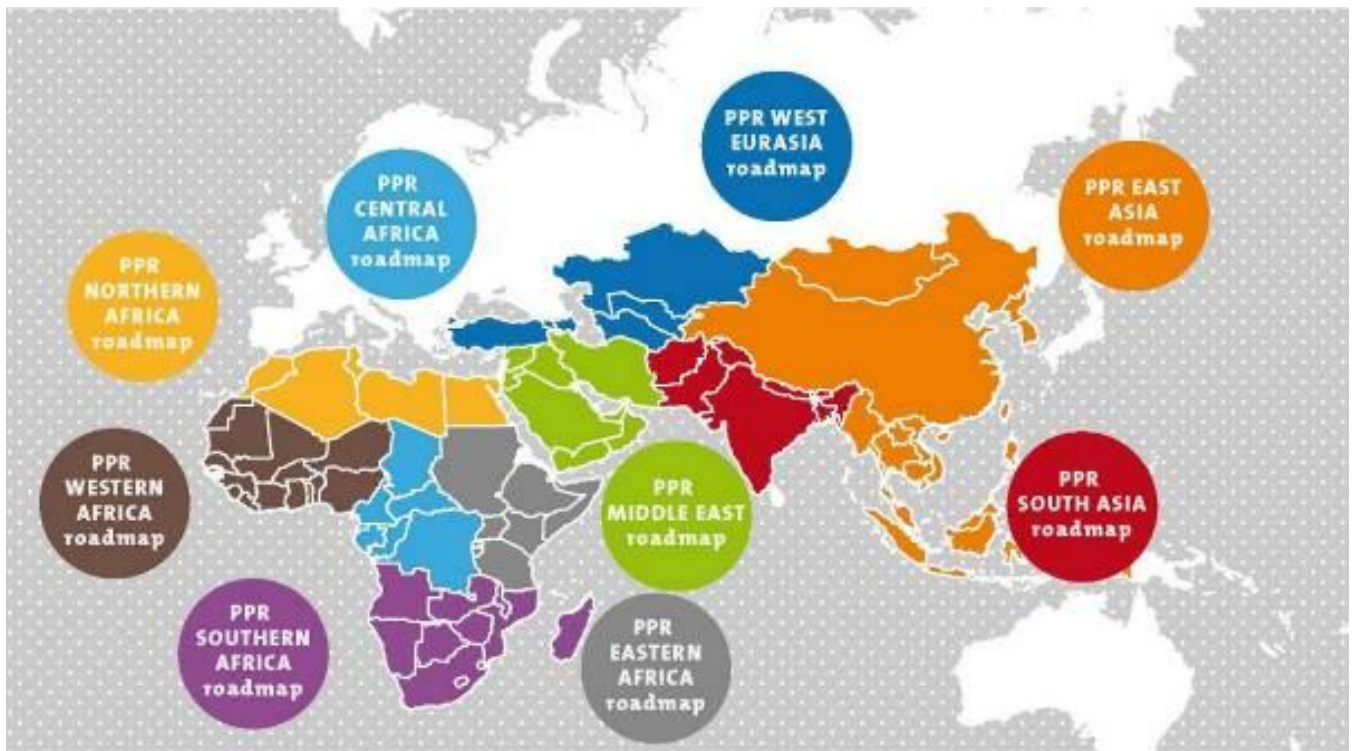 PPR WEST
EURASIA
roadmap
PPR
CENTRAL
AFRICA
roadmap
PPR EAST
ASIA
roadmap
PPR
NORTHERN
AFRICA
roadmap
PPR
WESTERN
AFRICA
roadmap
PPR
MIDDLE EAST
roadmap
PPR
SOUTH ASIA
roadmap
PPR
SOUTHERN
AFRICA
roadmap
PPR
EASTERN
AFRICA
roadmap